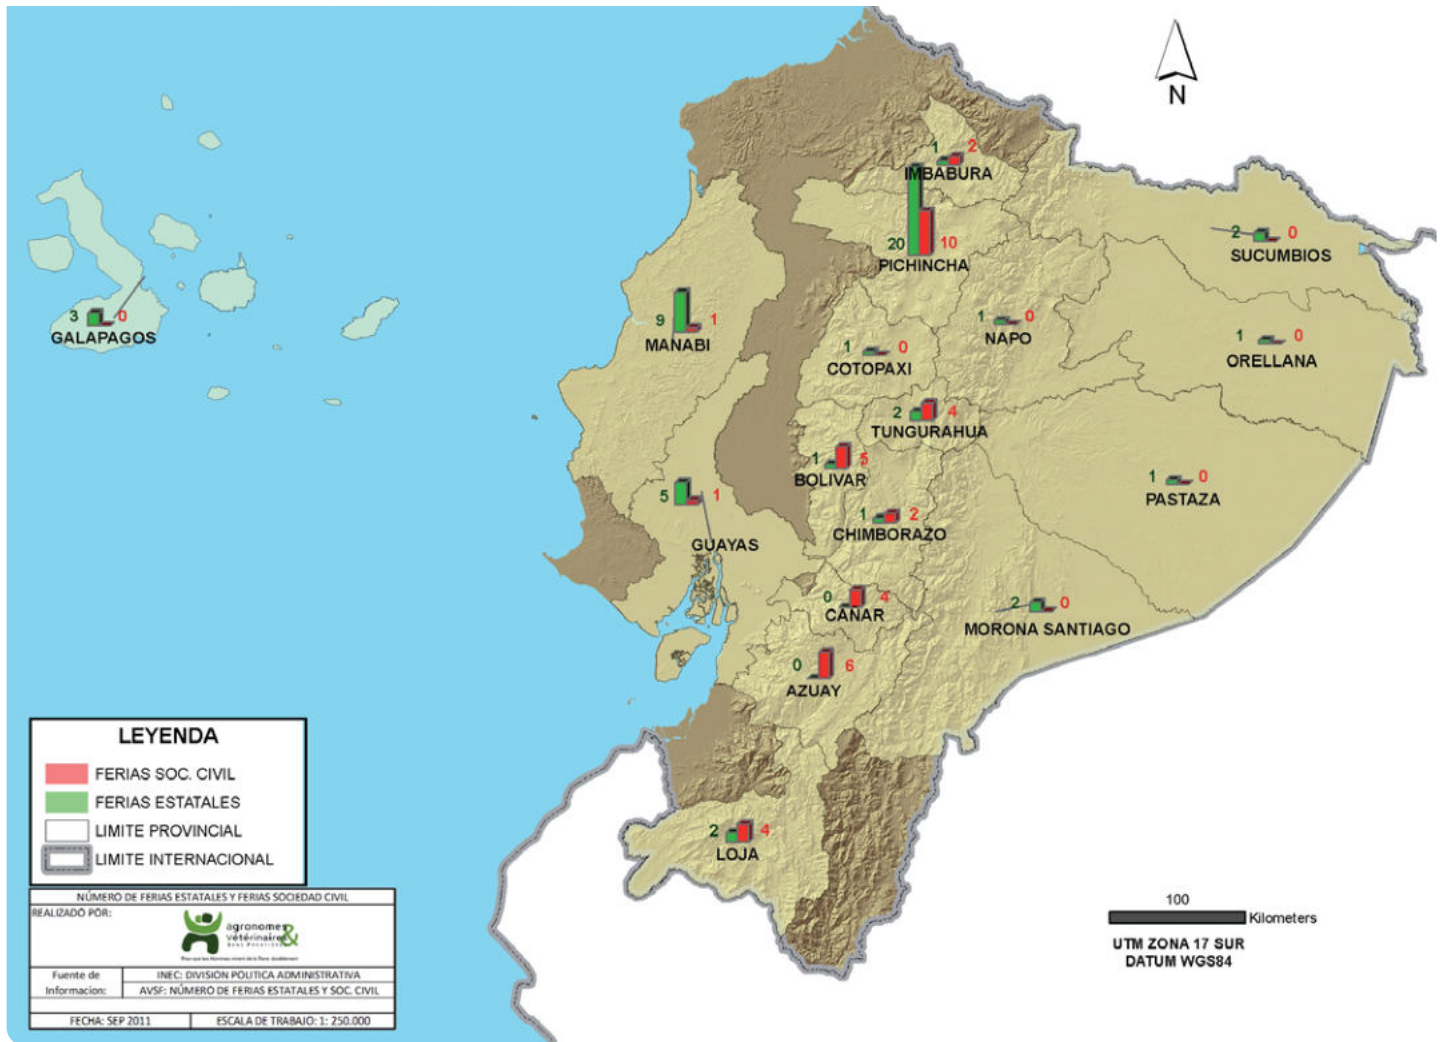 N
1 2
IMBABURA
20 10
PICHINCHA
2 0
SUCUMBIOS
3 0
GALAPAGOS
9 1
MANABI
1 0
COTOPAXI
1 0
NAPO
1 0
ORELLANA
2 4
TUNGURAHUA
1 5
BOLIVAR
1 0
PASTAZA
5 1
GUAYAS
1 2
CHIMBORAZO
0 4
CAÑAR
2 0
MORONA SANTIAGO
0 6
AZUAY
2 4
LOJA
LEYENDA
FERIAS SOC. CIVIL
FERIAS ESTATALES
LIMITE PROVINCIAL
LIMITE INTERNACIONAL
NÚMERO DE FERIAS ESTATALES Y FERIAS SOCIEDAD CIVIL
REALIZADO PÓR:
agronomes &
vétérinaires
Fuente de Informacion:
INEC: DIVISIÓN POLITICA ADMINISTRATIVA
AVSF: NÚMERO DE FERIAS ESTATALES Y SOC. CIVIL
FECHA: SEP 2011 ESCALA DE TRABAJO: 1: 250.000
100
Kilometers
UTM ZONA 17 SUR
DATUM WGS84